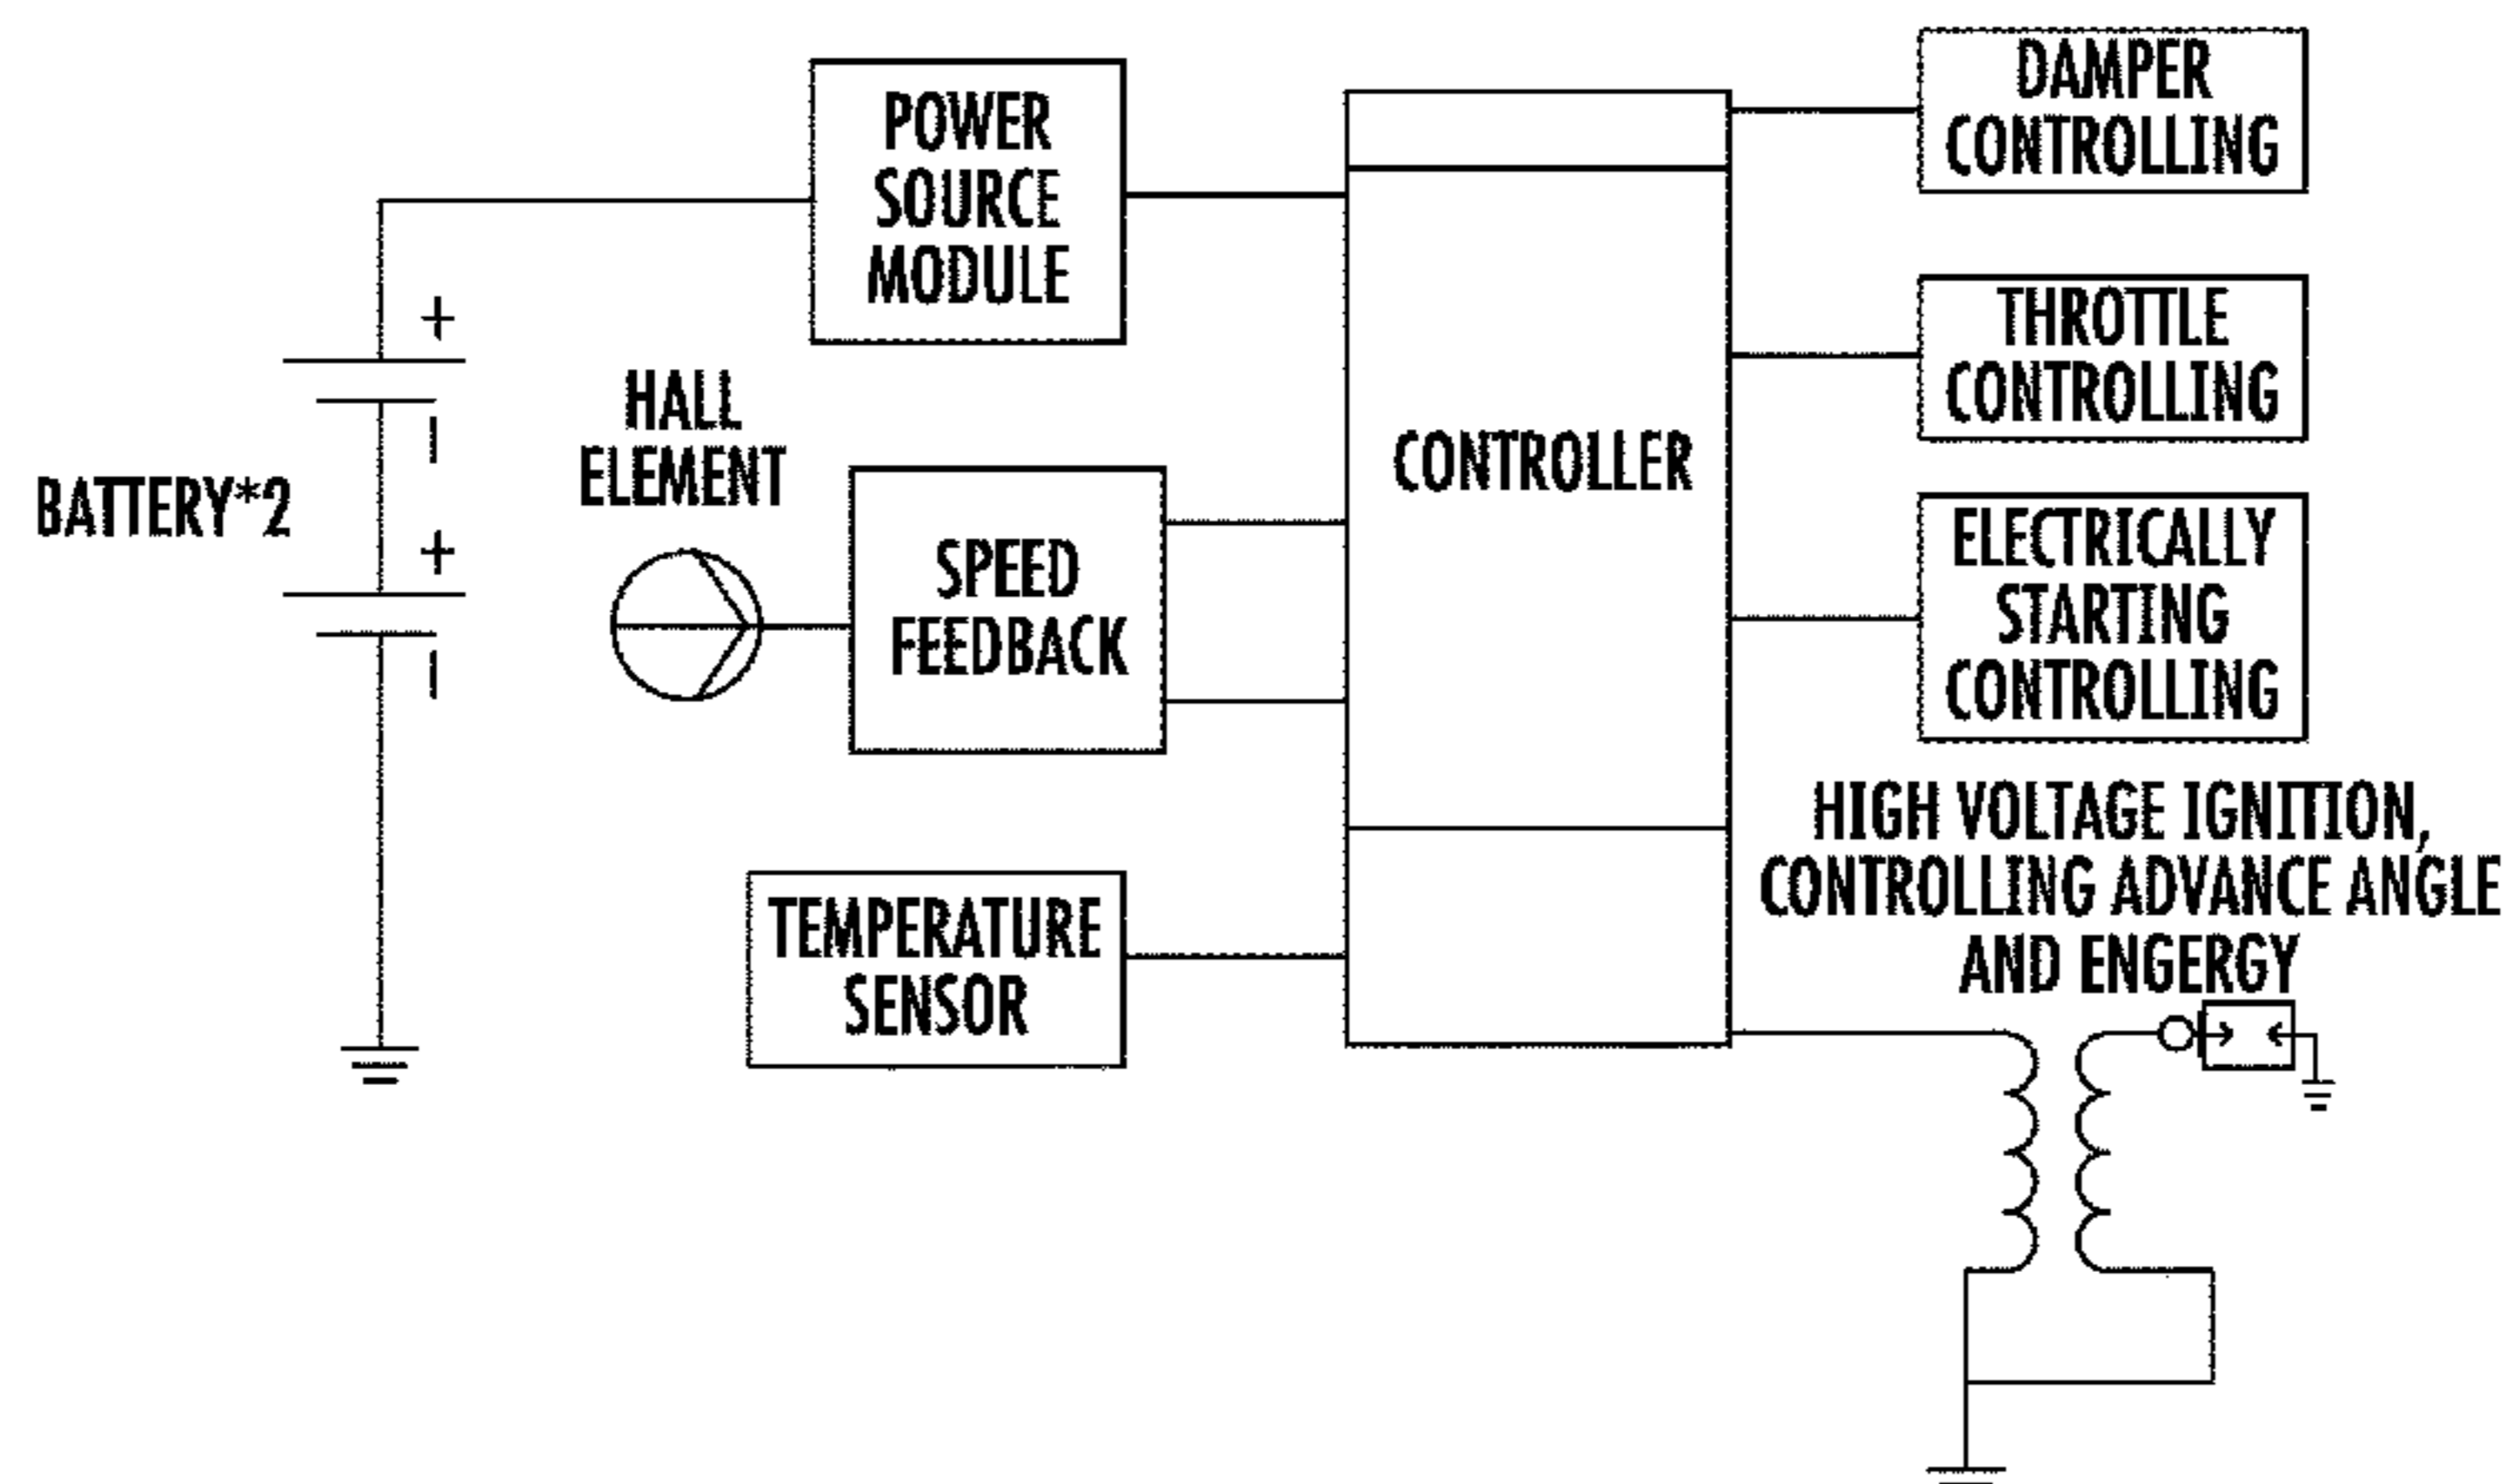 POWER
SOURCE
MODULE
+
HALL
ELEMENT
BATTERY*2
+
SPEED
FEEDBACK
TEMPERATURE
SENSOR
CONTROLLER
DAMPER
CONTROLLING
THROTTLE
CONTROLLING
ELECTRICALLY
STARTING
CONTROLLING
HIGH VOLTAGE IGNITION,
CONTROLLING ADVANCE ANGLE
AND ENGERGY